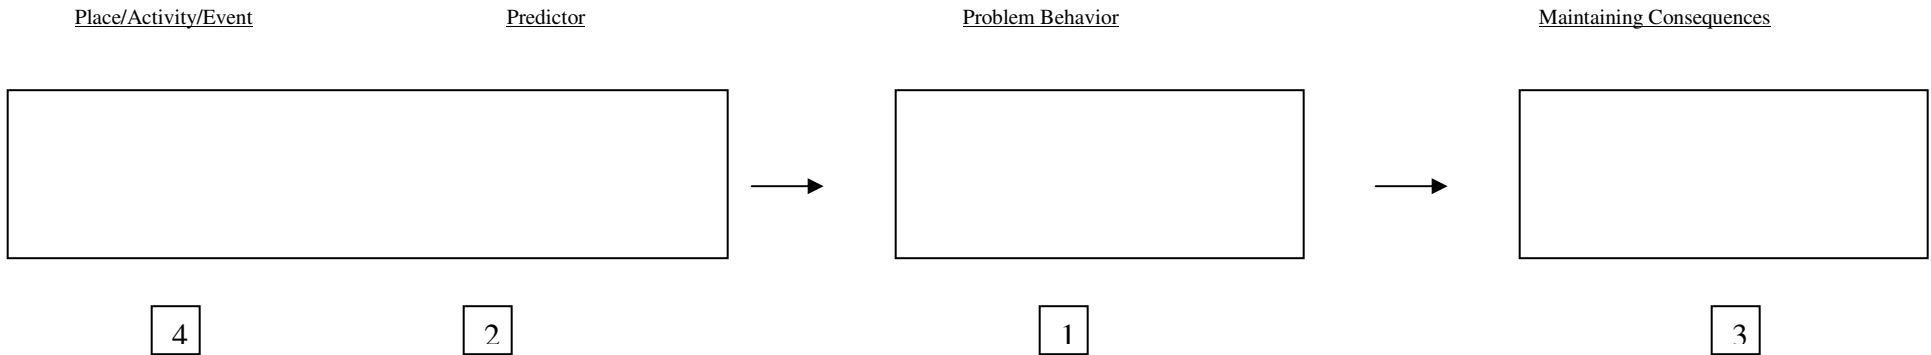 Place/Activity/Event Predictor Problem Behavior Maintaining Consequences
4 2 1 3